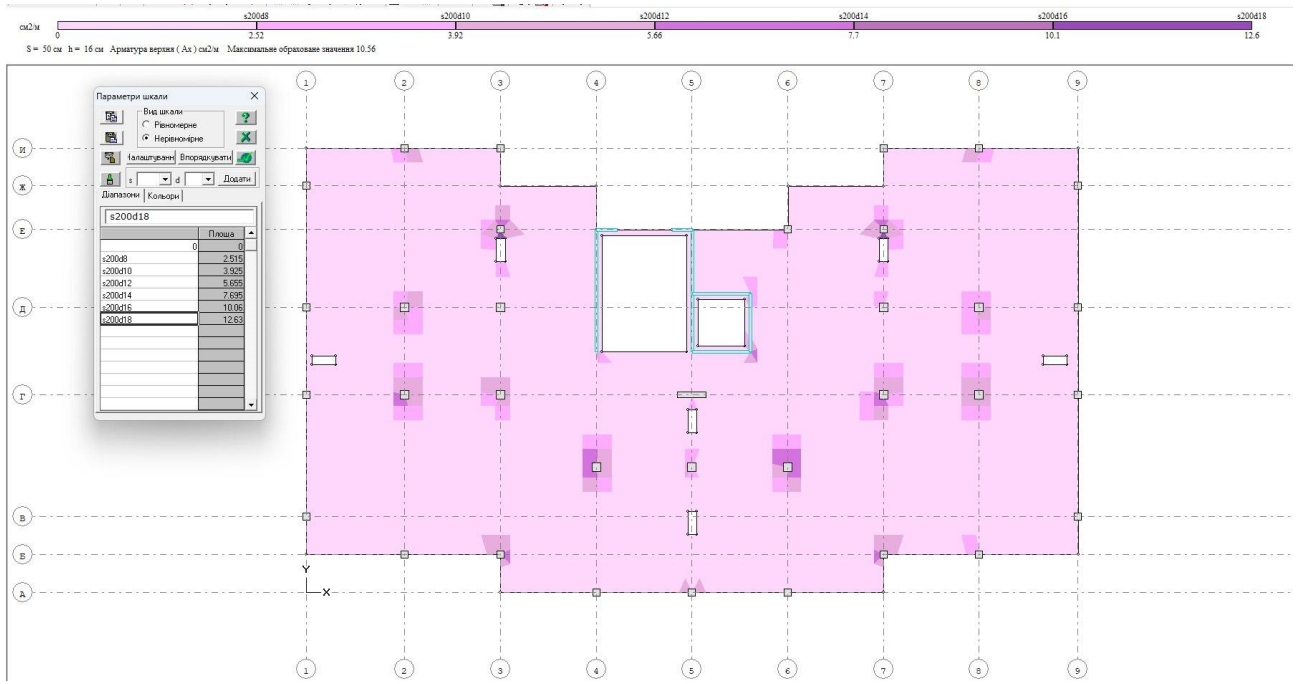 s200d8 s200d10 s200d12 s200d14 s200d16 s200d18
см2/м
0 2.52 3.92 5.66 7.7 10.1 12.6
S = 50 см h = 16 см Арматура верхня ( Ах ) см2/м Максимальне обраховане значення 10.56
1 2 3 4 5 6 7 8 9
Параметри шкали
Вид шкали
Рівномерне
Нерівномірне
Налаштуванн Впорядкувати
s d Додати
Діапазони Кольори
s200d18
Площа
0 0
s200d8 2.515
s200d10 3.925
s200d12 5.655
s200d14 7.695
s200d16 10.06
s200d18 12.63
И
Ж
Е
Д
Г
В
Б
А
Y
X
1 2 3 4 5 6 7 8 9